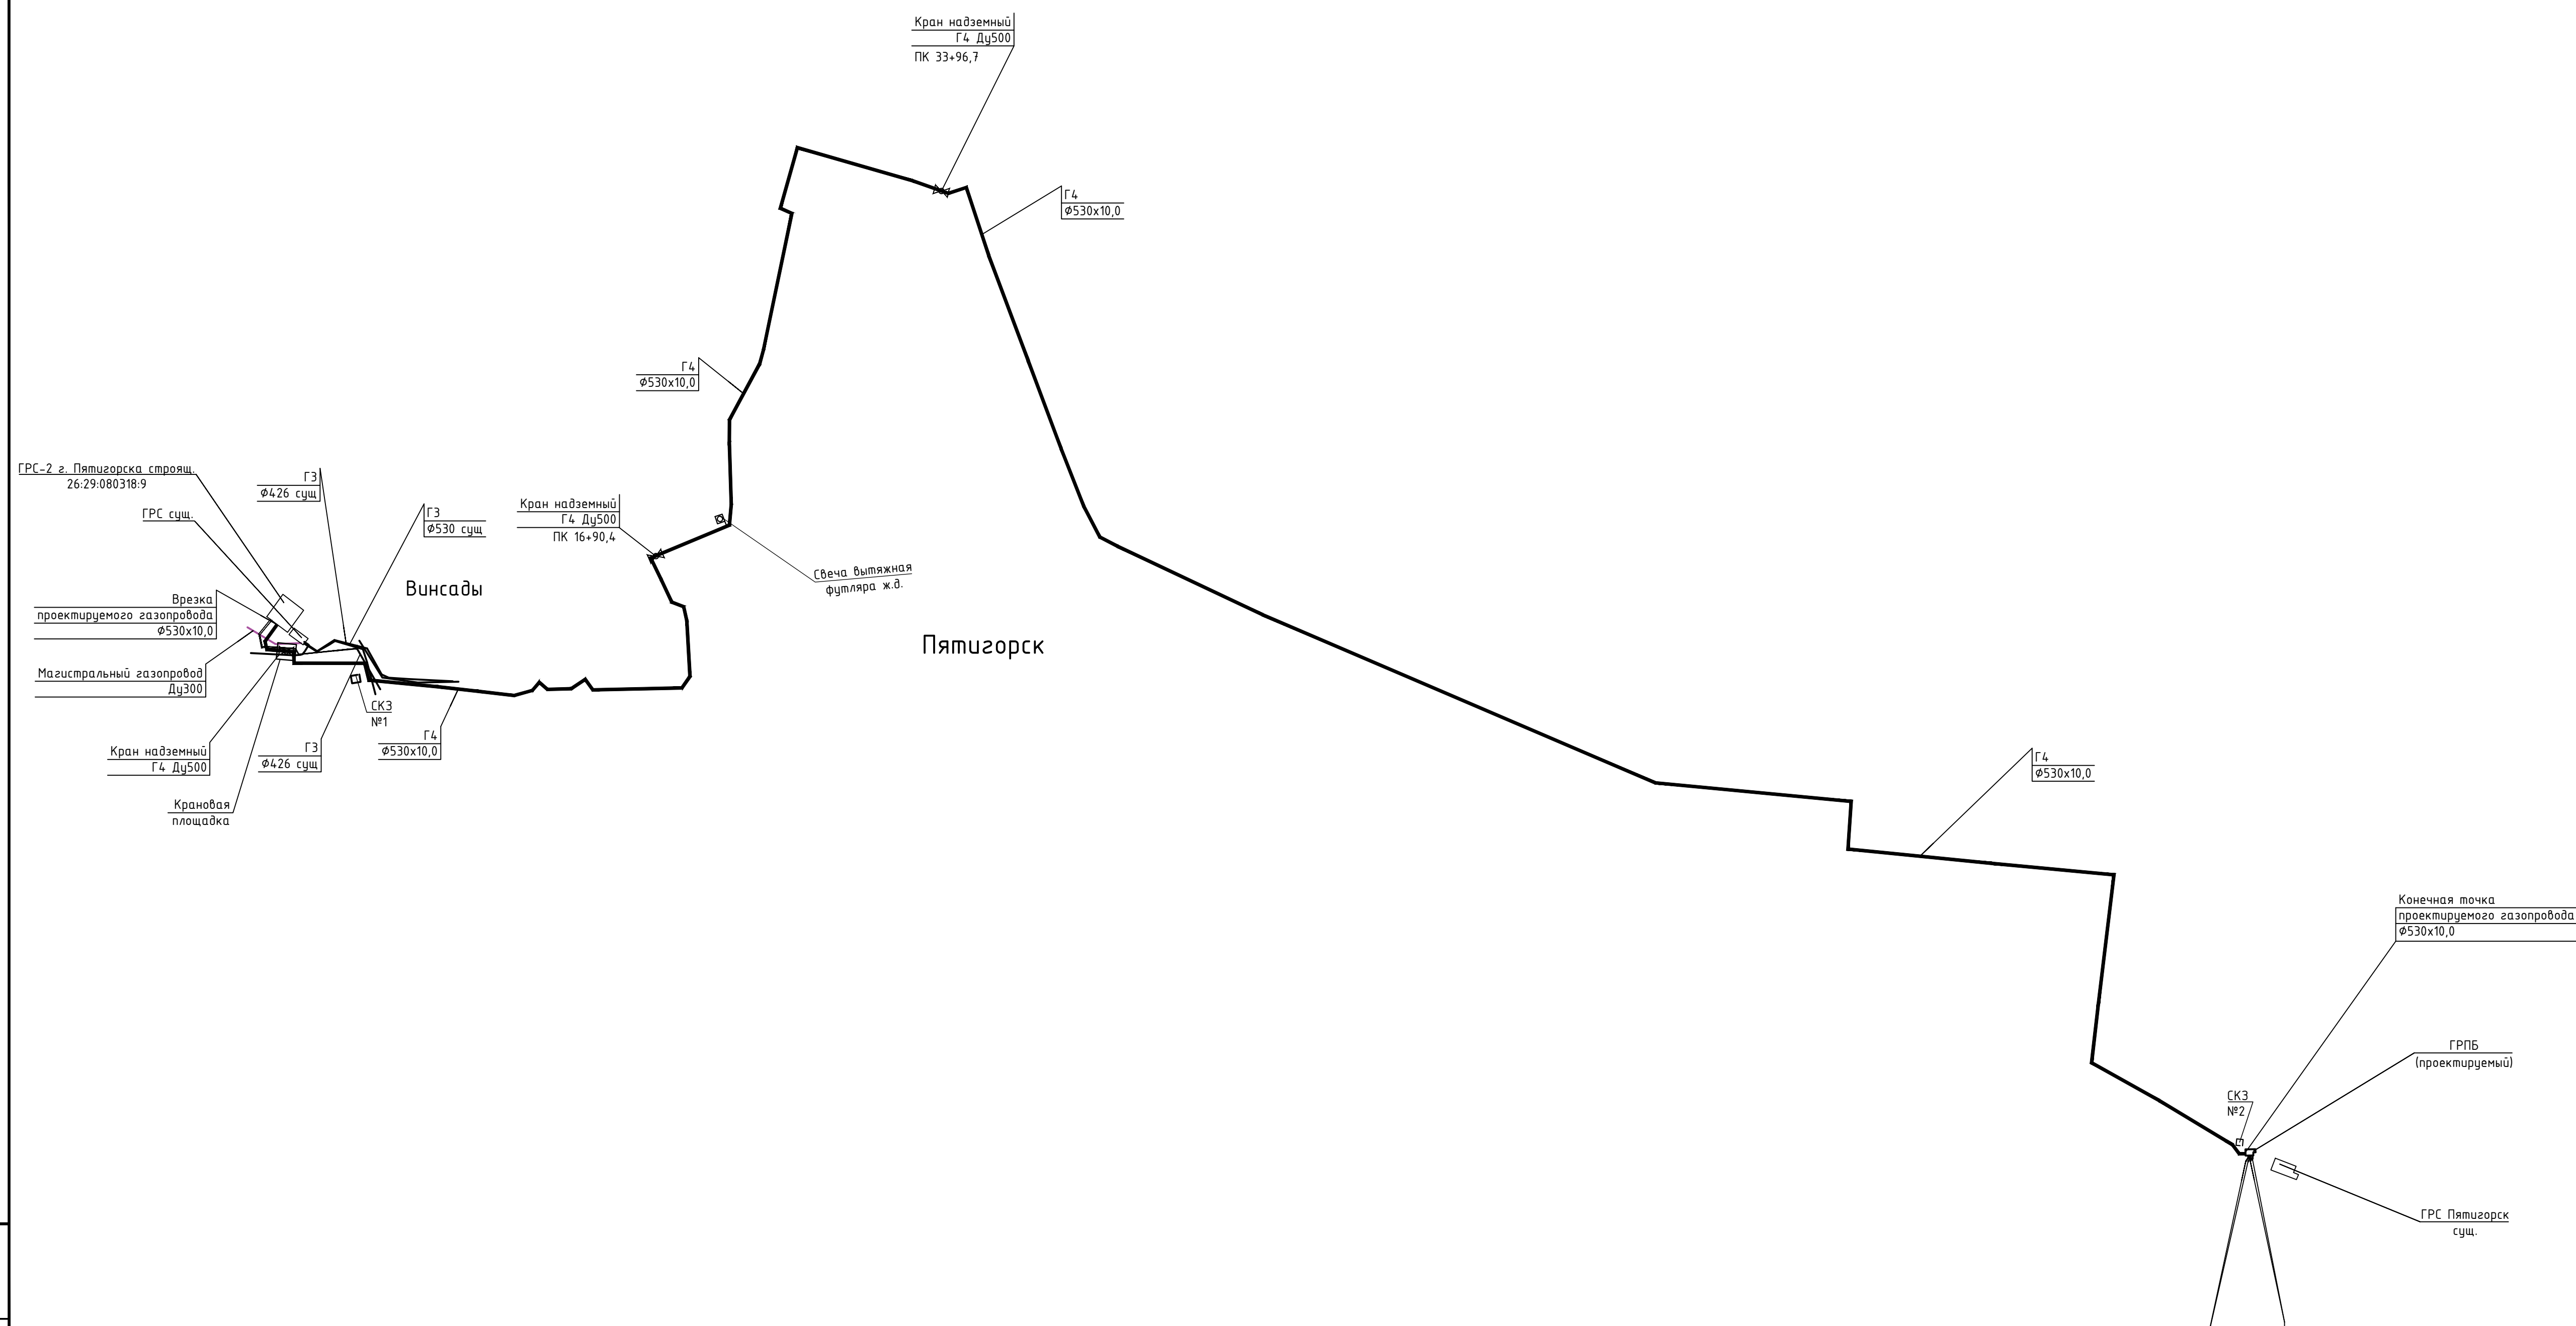 Кран надземный
Г4 Ду500
ПК 33+96,7
Г4
Ф530х10,0
Г4
Ф530х10,0
ГРС-2 г. Пятигорска строящ.
26:29:080318:9
ГРС сущ.
Г3
Ф426 сущ
Г3
Ф530 сущ
Кран надземный
Г4 Ду500
ПК 16+90,4
Свеча вытяжная
футляра ж.д.
Винсады
Врезка
проектируемого газопровода
Ф530х10,0
Пятигорск
Магистральный газопровод
Ду300
СКЗ
№1
Г4
Ф530х10,0
Г3
Ф426 сущ
Кран надземный
Г4 Ду500
Крановая
площадка
Г4
Ф530х10,0
Конечная точка
проектируемого газопровода
Ф530х10,0
ГРПБ
(проектируемый)
СКЗ
№2
ГРС Пятигорск
сущ.